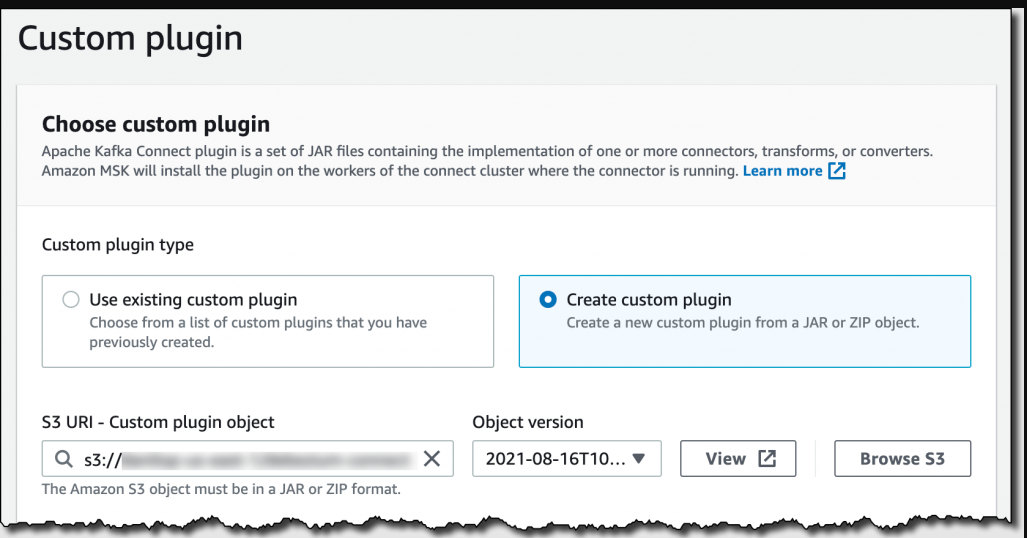 Custom plugin
Choose custom plugin
Apache Kafka Connect plugin is a set of JAR files containing the implementation of one or more connectors, transforms, or converters.
Amazon MSK will install the plugin on the workers of the connect cluster where the connector is running. Learn more
Custom plugin type
Use existing custom plugin
Choose from a list of custom plugins that you have
previously created.
Create custom plugin
Create a new custom plugin from a JAR or ZIP object.
S3 URI - Custom plugin object
s3://
The Amazon S3 object must be in a JAR or ZIP format.
Object version
2021-08-16T10...
View
Browse S3